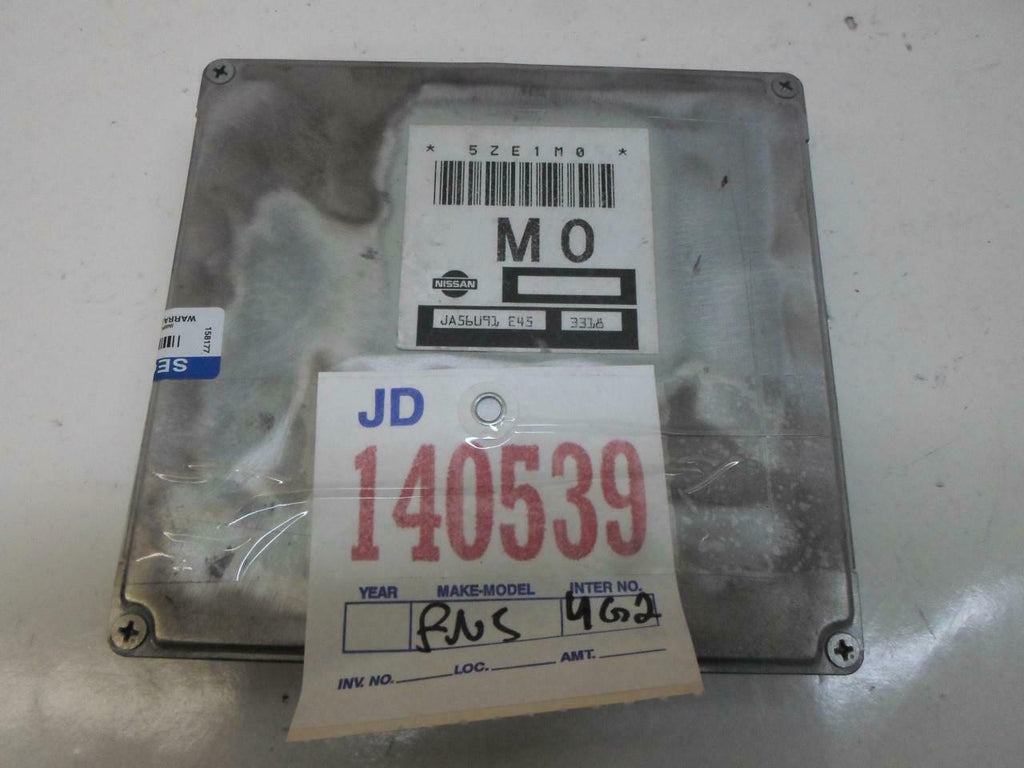 * 5ZE1M0 *
M0
NISSAN
JA56U91 E45 3318
158177
WARRA
SE
JD
140539
YEAR MAKE-MODEL INTER NO.
4G2
INV. NO. LOC. AMT.